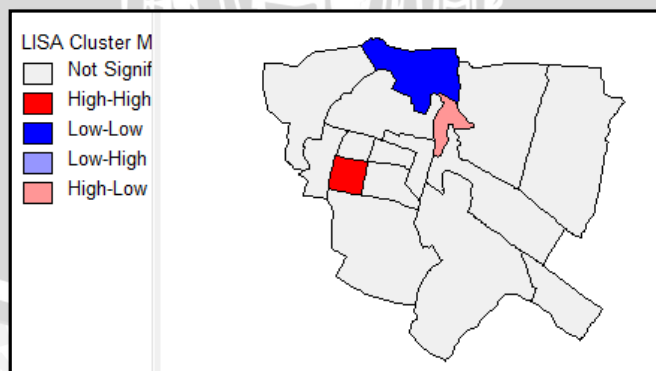 LISA Cluster M
Not Signif
High-High
Low-Low
Low-High
High-Low